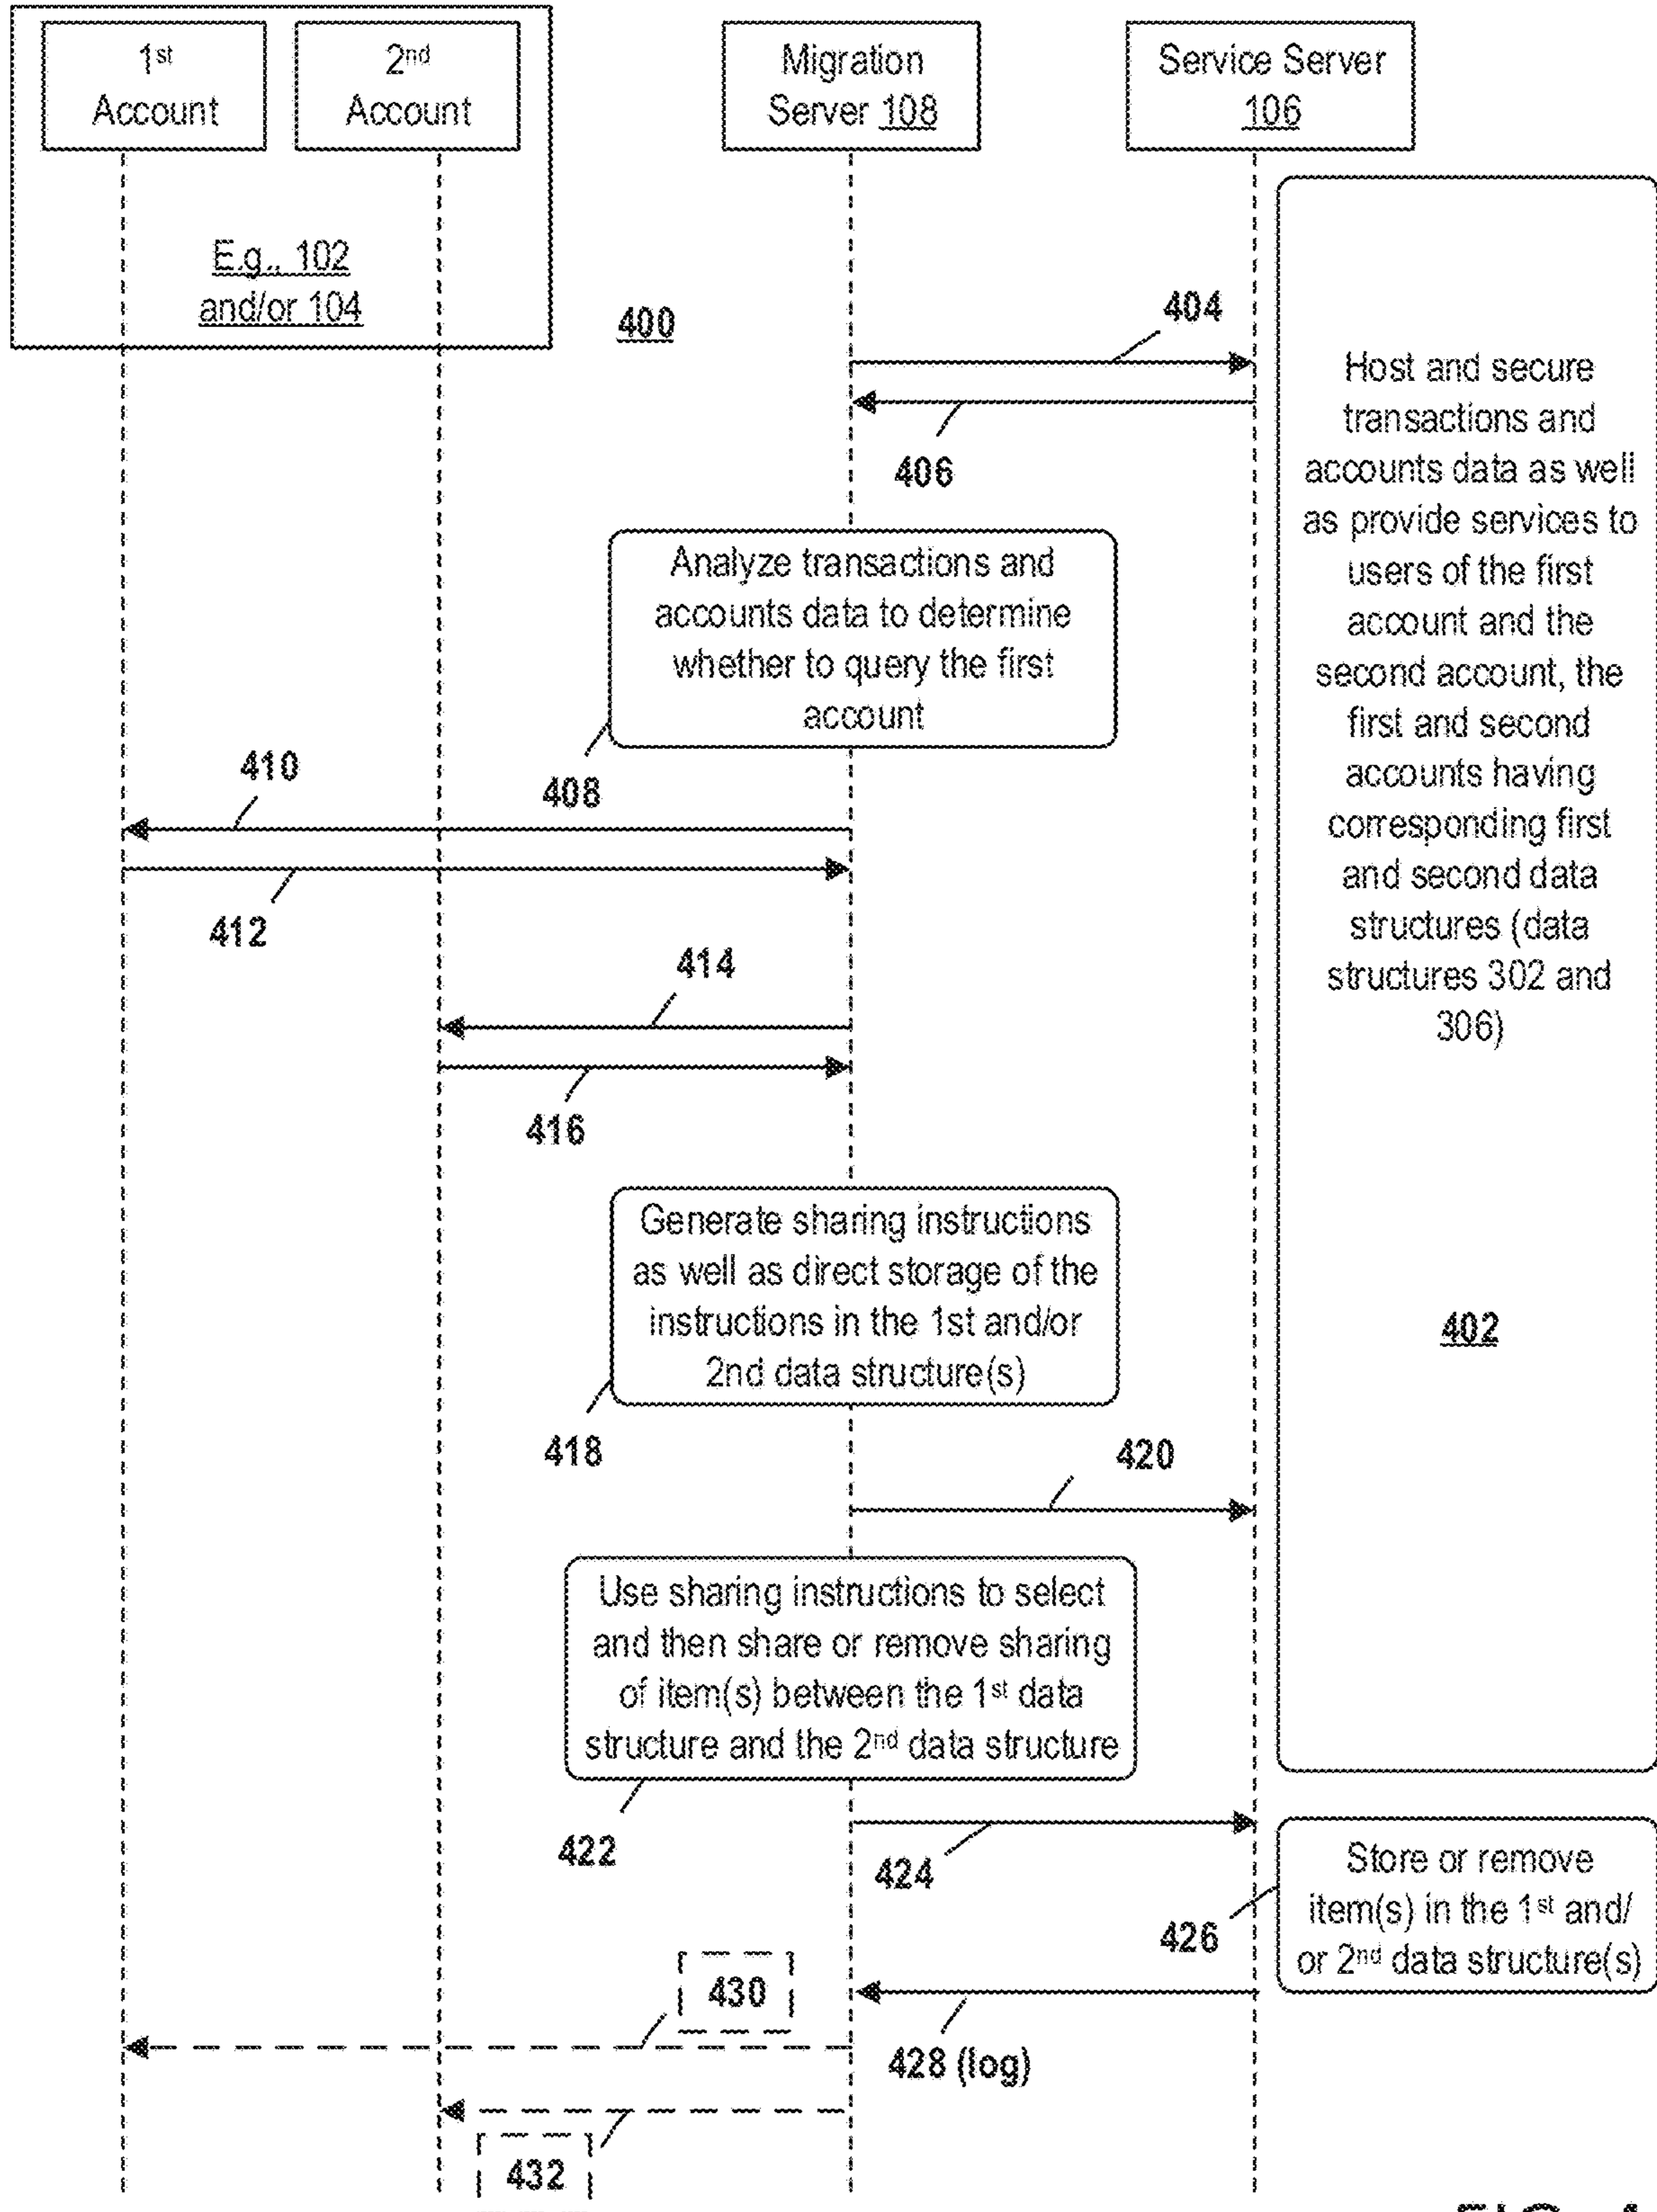 1st
Account
2nd
Account
Migration
Server 108
Service Server
106
E.g., 102
and/or 104
400
404
406
Host and secure
transactions and
accounts data as well
as provide services to
users of the first
account and the
second account, the
first and second
accounts having
corresponding first
and second data
structures (data
structures 302 and
306)
402
Analyze transactions and
accounts data to determine
whether to query the first
account
408
410
412
414
416
Generate sharing instructions
as well as direct storage of the
instructions in the 1st and/or
2nd data structure(s)
418
420
Use sharing instructions to select
and then share or remove sharing
of item(s) between the 1st data
structure and the 2nd data structure
422
424
Store or remove
item(s) in the 1st and/
or 2nd data structure(s)
426
428 (log)
430
432